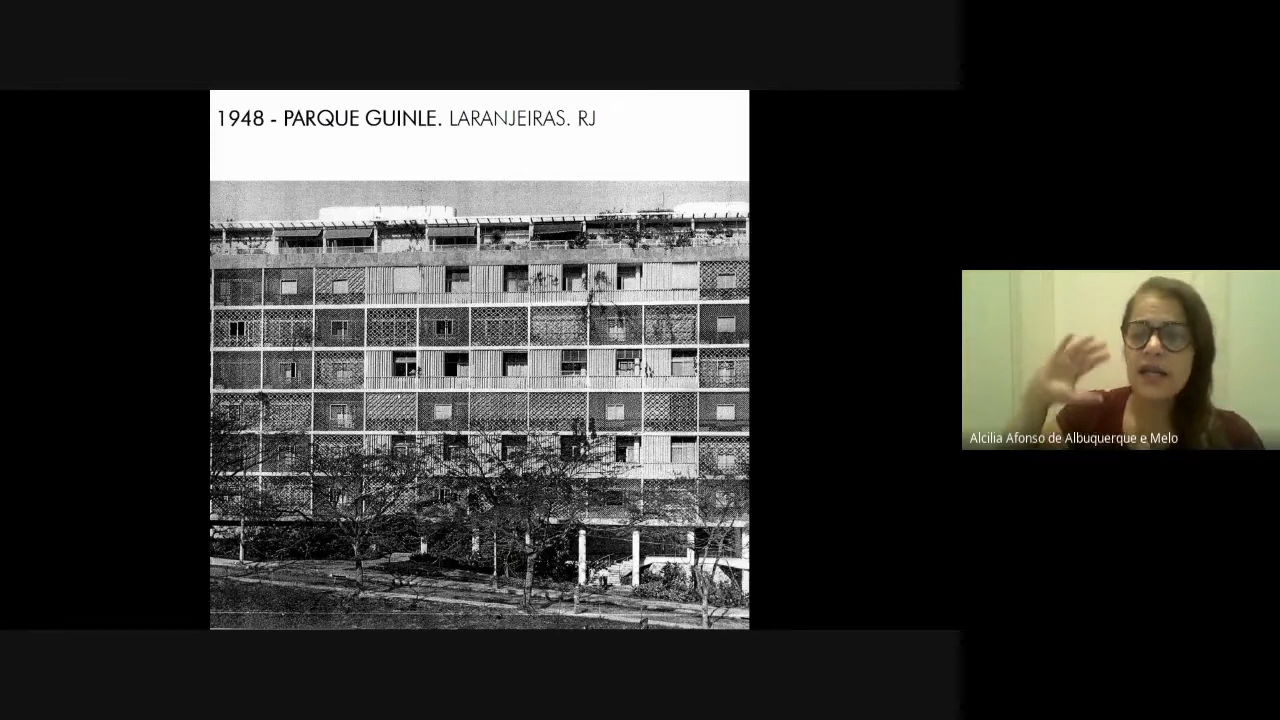 1948 - PARQUE GUINLE. LARANJEIRAS. RJ
Alcilia Afonso de Albuquerque e Melo